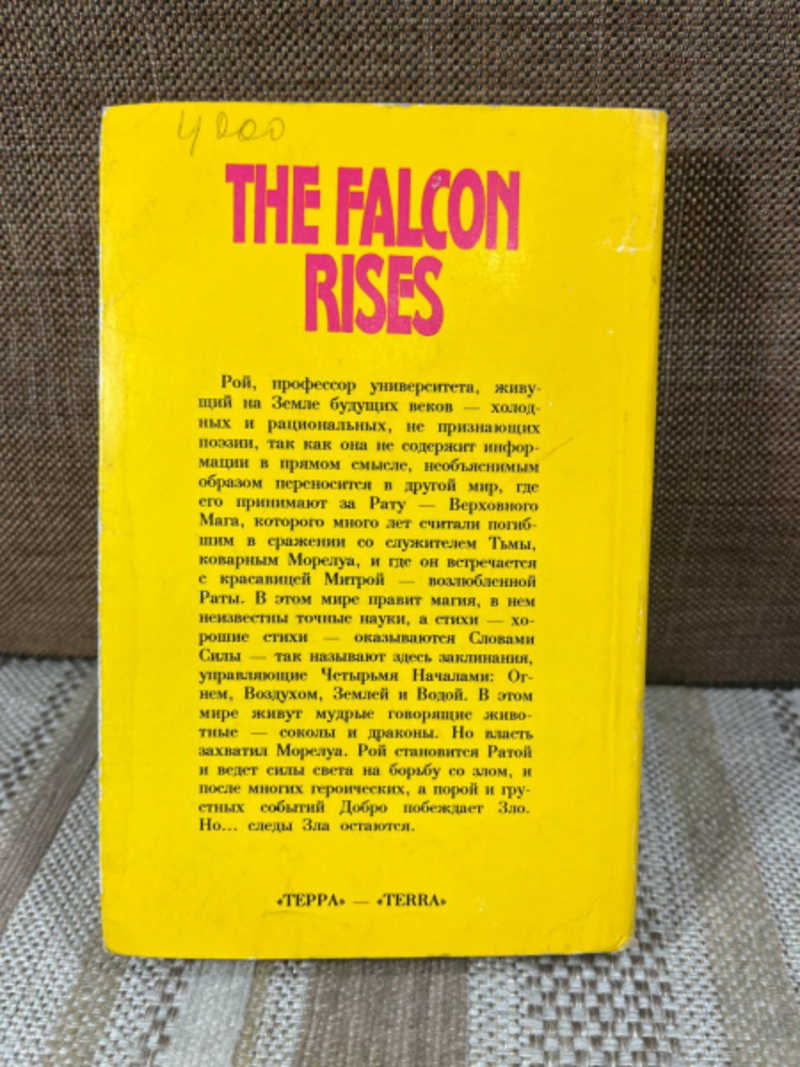 4000
THE FALCON
RISES
Рой, профессор университета, живу-
щий на Земле будущих веков — холод-
ных и рациональных, не признающих
поэзии, так как она не содержит инфор-
мации в прямом смысле, необъяснимым
образом переносится в другой мир, где
его принимают за Рату — Верховного
Мага, которого много лет считали погиб-
шим в сражении со служителем Тьмы,
коварным Морелуа, и где он встречается
с красавицей Митрой — возлюбленной
Раты. В этом мире правит магия, в нем
неизвестны точные науки, а стихи — хо-
рошие стихи — оказываются Словами
Силы — так называют здесь заклинания,
управляющие Четырьмя Началами: Ог-
нем, Воздухом, Землей и Водой. В этом
мире живут мудрые говорящие живо-
тные — соколы и драконы. Но власть
захватил Морелуа. Рой становится Ратой
и ведет силы света на борьбу со злом, и
после многих героических, а порой и гру-
стных событий Добро побеждает Зло.
Но... следы Зла остаются.
«ТЕРРА» — «TERRA»